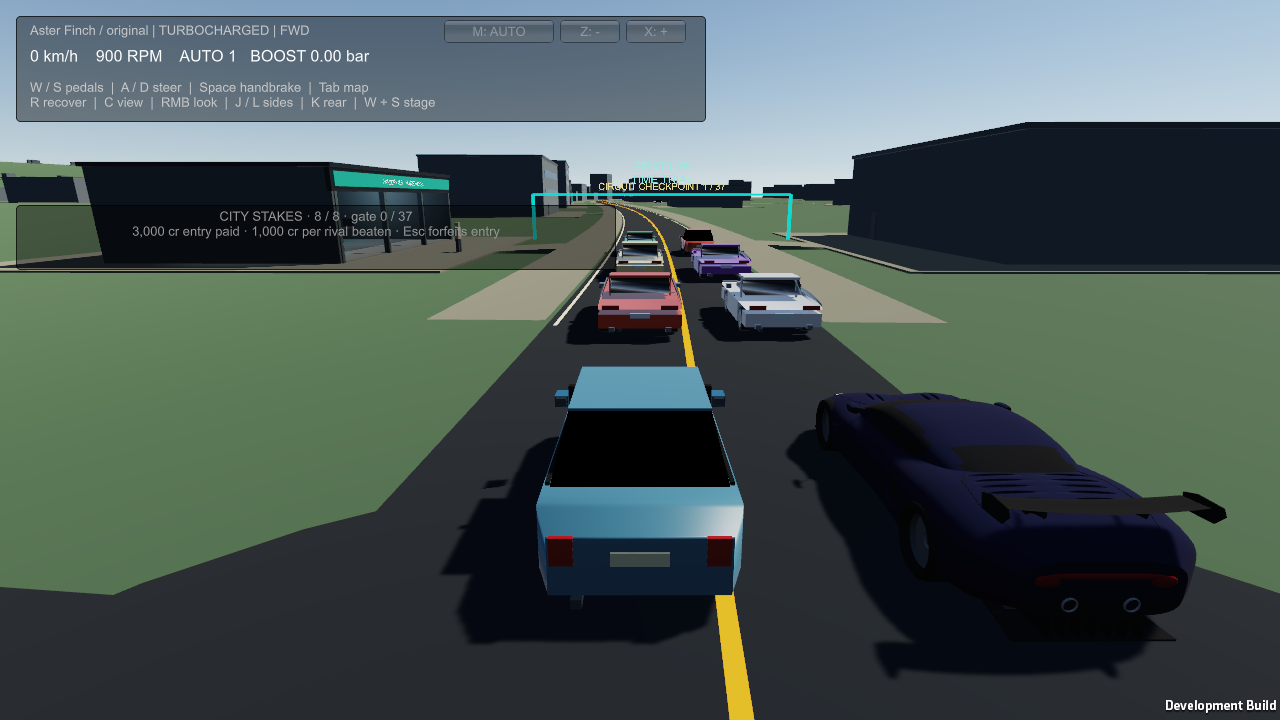 Aster Finch / original | TURBOCHARGED | FWD
M: AUTO
Z: -
X: +
0 km/h 900 RPM AUTO 1 BOOST 0.00 bar
W / S pedals | A / D steer | Space handbrake | Tab map
R recover | C view | RMB look | J / L sides | K rear | W + S stage
CIRCUIT CHECKPOINT 1 / 37
CITY STAKES · 8 / 8 · gate 0 / 37
3,000 cr entry paid · 1,000 cr per rival beaten · Esc forfeits entry
Development Build